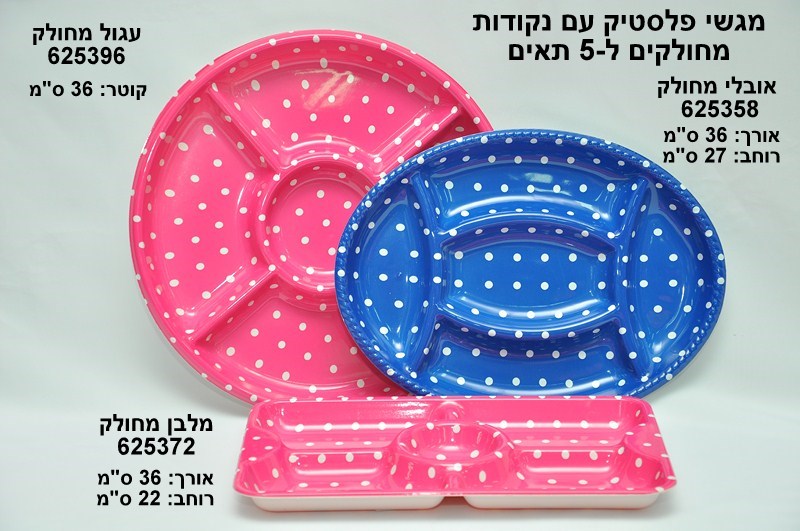 מגשי פלסטיק עם נקודות
מחולקים ל-5 תאים
אובלי מחולק
625358
אורך: 36 ס"מ
רוחב: 27 ס"מ
עגול מחולק
625396
קוטר: 36 ס"מ
מלבן מחולק
625372
אורך: 36 ס"מ
רוחב: 22 ס"מ